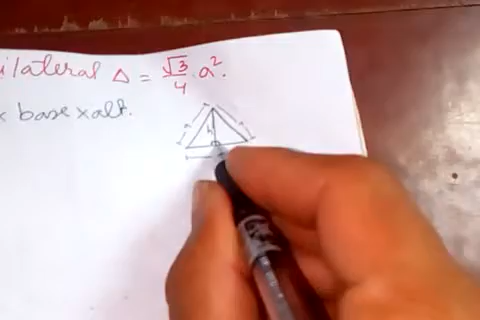 ilateral Δ = √3/4 a².
x base x alt.
h